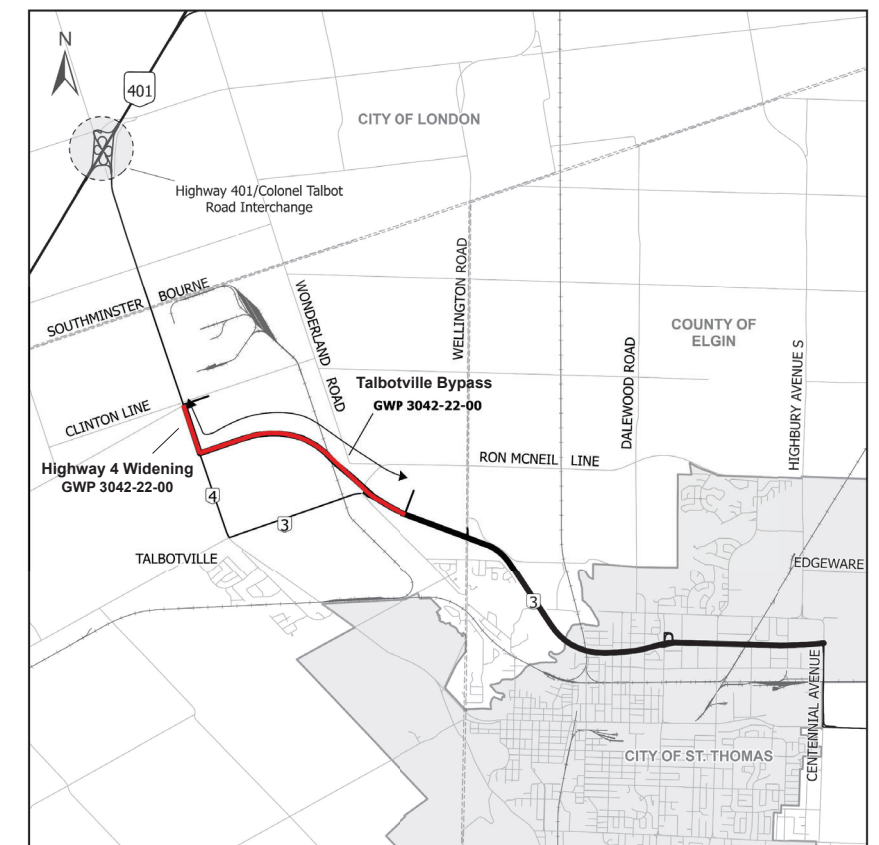 N
401
CITY OF LONDON
Highway 401/Colonel Talbot
Road Interchange
SOUTHMINSTER BOURNE
WONDERLAND ROAD
WELLINGTON ROAD
COUNTY OF
ELGIN
DALEWOOD ROAD
HIGHBURY AVENUE S
Talbotville Bypass
GWP 3042-22-00
CLINTON LINE
RON MCNEIL LINE
Highway 4 Widening
GWP 3042-22-00
4
3
TALBOTVILLE
EDGEWARE
3
CENTENNIAL AVENUE
CITY OF ST. THOMAS